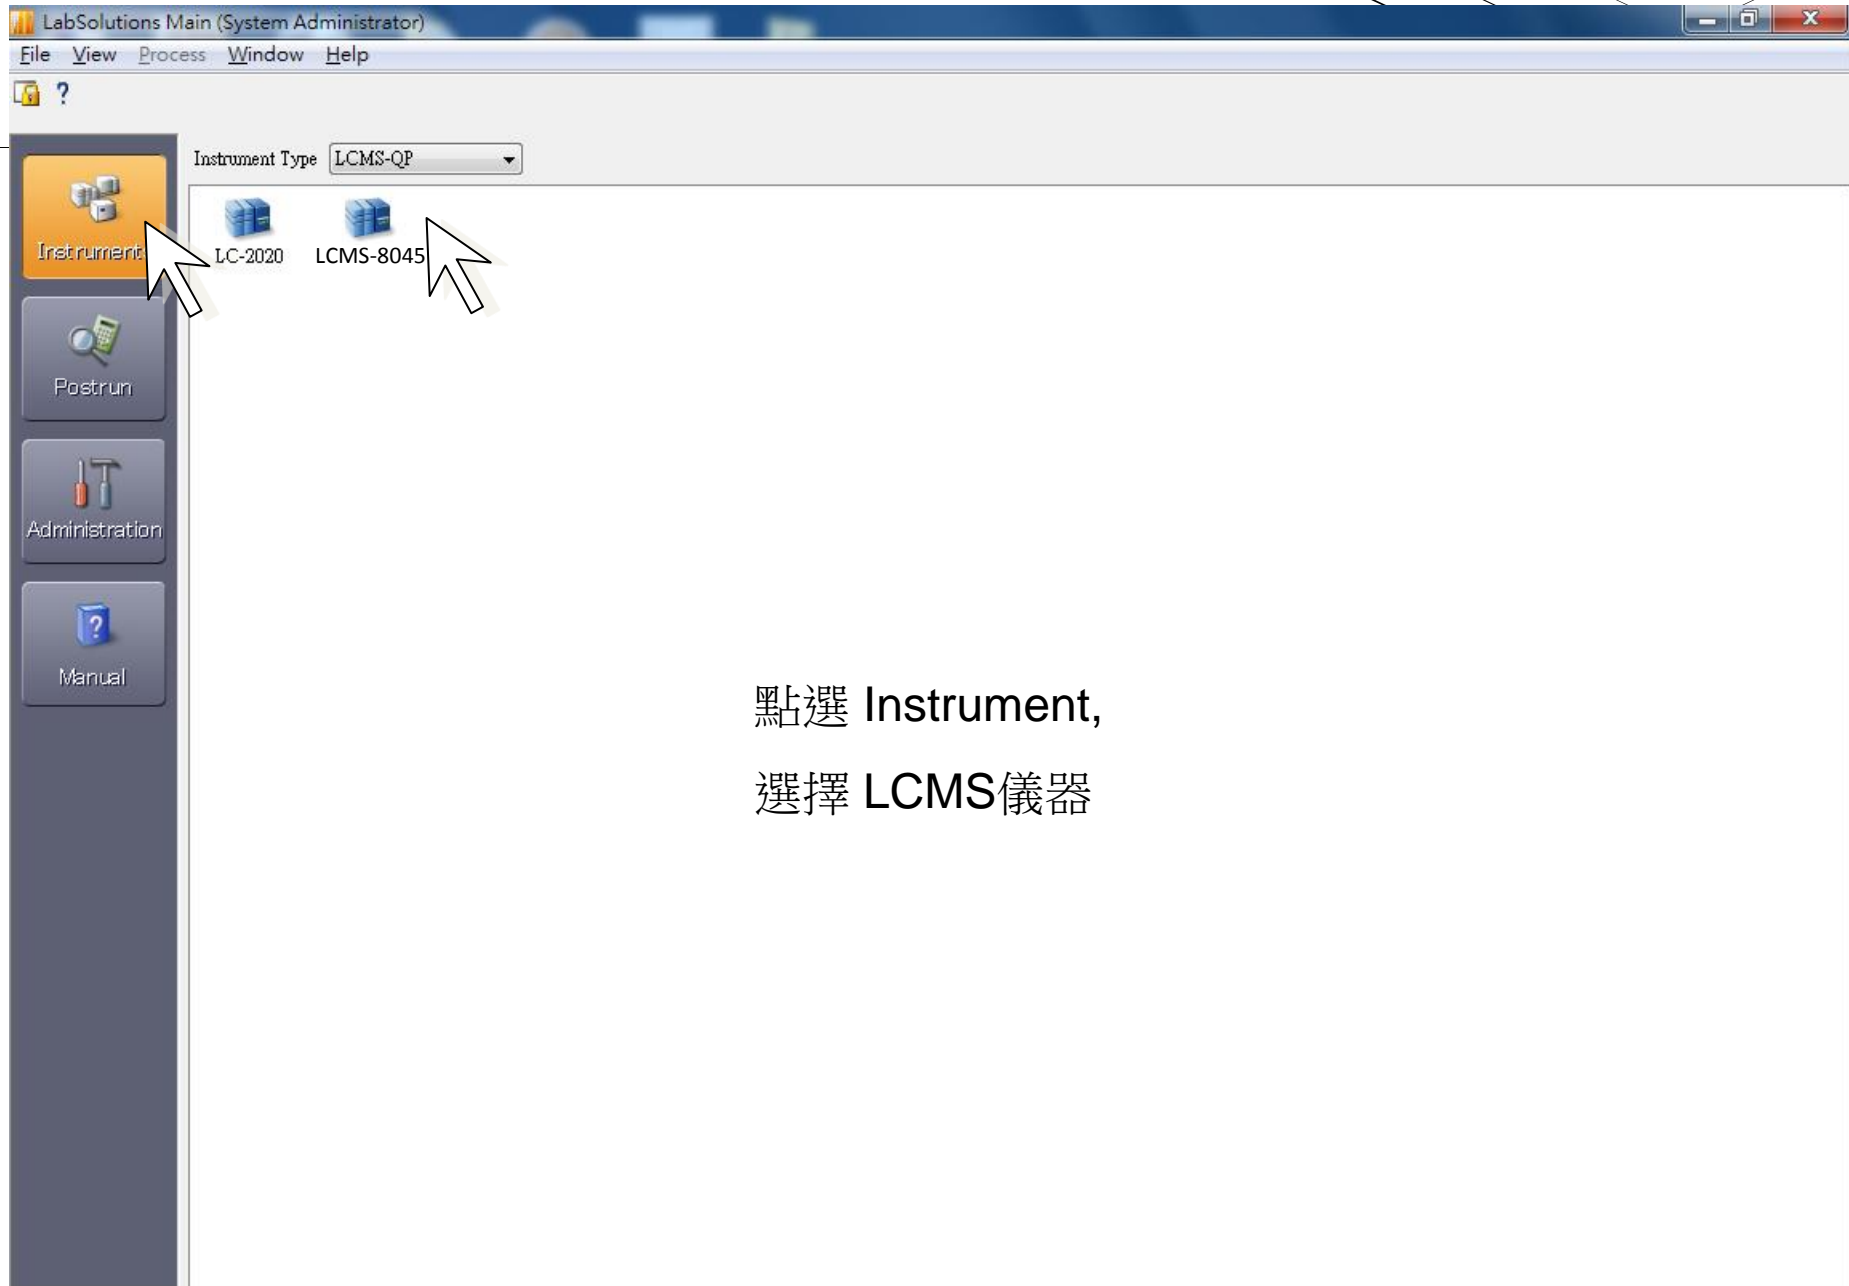 LabSolutions Main (System Administrator)
File View Process Window Help
?
Instrument Type LCMS-QP
Instruments
LC-2020 LCMS-8045
Postrun
Administration
?
Manual
點選 Instrument,
選擇 LCMS儀器